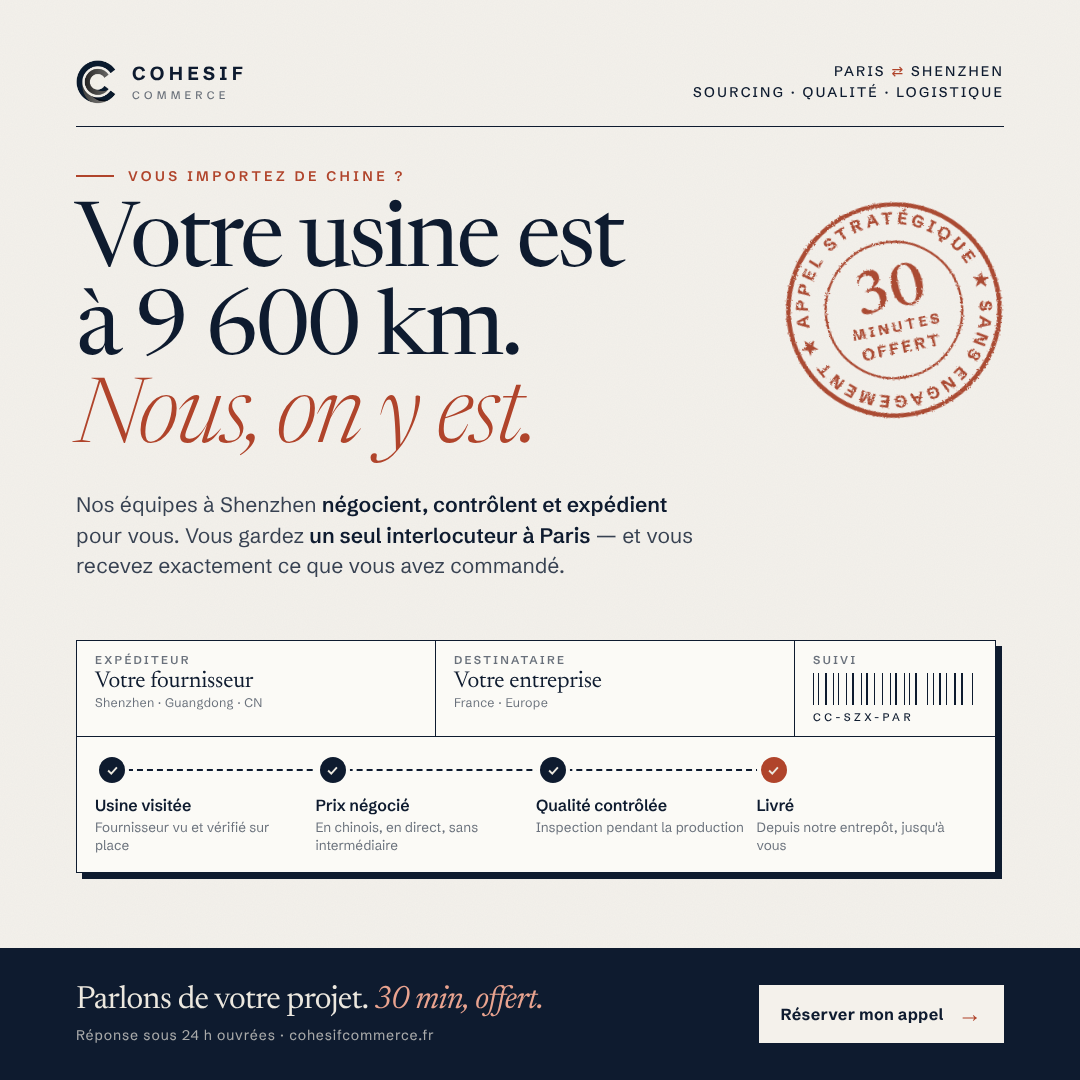 COHESIF
COMMERCE
PARIS ⇄ SHENZHEN
SOURCING · QUALITÉ · LOGISTIQUE
VOUS IMPORTEZ DE CHINE ?
Votre usine est
à 9 600 km.
Nous, on y est.
★ APPEL STRATÉGIQUE ★ SANS ENGAGEMENT
30
MINUTES
OFFERT
Nos équipes à Shenzhen négocient, contrôlent et expédient
pour vous. Vous gardez un seul interlocuteur à Paris — et vous
recevez exactement ce que vous avez commandé.
EXPÉDITEUR
Votre fournisseur
Shenzhen · Guangdong · CN
DESTINATAIRE
Votre entreprise
France · Europe
SUIVI
CC-SZX-PAR
Usine visitée
Fournisseur vu et vérifié sur
place
Prix négocié
En chinois, en direct, sans
intermédiaire
Qualité contrôlée
Inspection pendant la production
Livré
Depuis notre entrepôt, jusqu'à
vous
Parlons de votre projet. 30 min, offert.
Réponse sous 24 h ouvrées · cohesifcommerce.fr
Réserver mon appel →